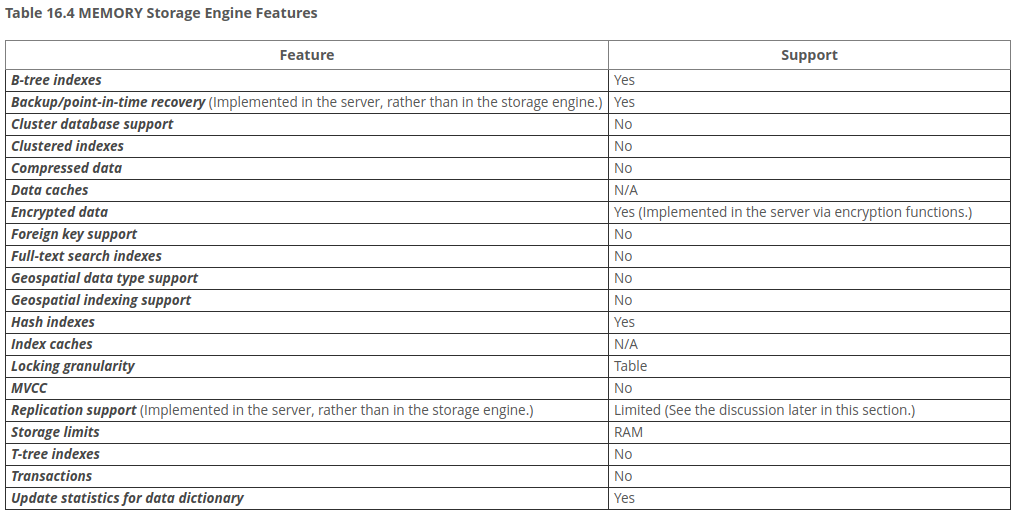 Table 16.4 MEMORY Storage Engine Features
Feature Support
B-tree indexes Yes
Backup/point-in-time recovery (Implemented in the server, rather than in the storage engine.) Yes
Cluster database support No
Clustered indexes No
Compressed data No
Data caches N/A
Encrypted data Yes (Implemented in the server via encryption functions.)
Foreign key support No
Full-text search indexes No
Geospatial data type support No
Geospatial indexing support No
Hash indexes Yes
Index caches N/A
Locking granularity Table
MVCC No
Replication support (Implemented in the server, rather than in the storage engine.) Limited (See the discussion later in this section.)
Storage limits RAM
T-tree indexes No
Transactions No
Update statistics for data dictionary Yes